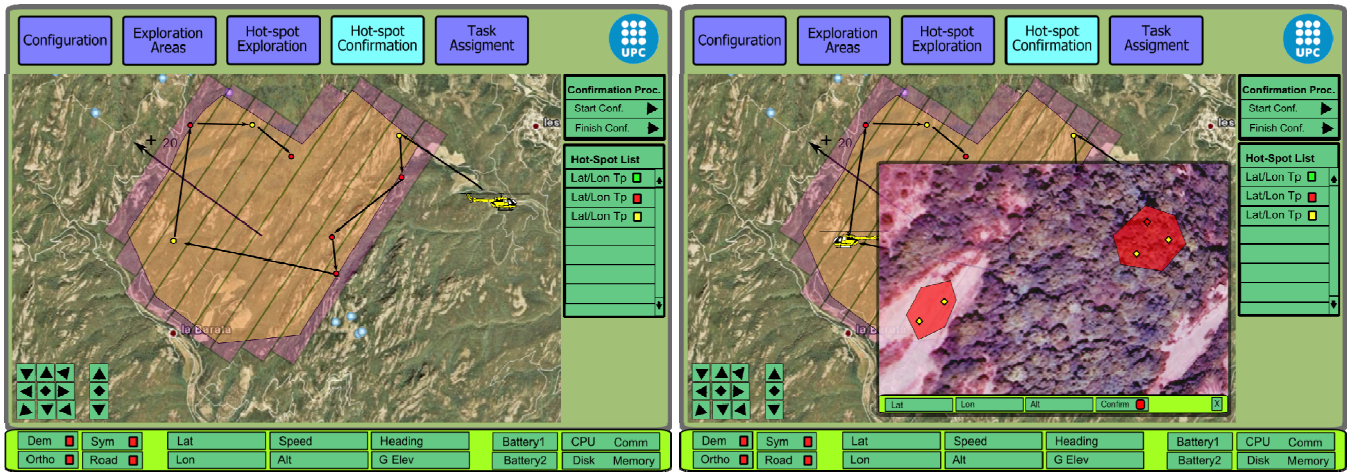 Configuration
Exploration
Areas
Hot-spot
Exploration
Hot-spot
Confirmation
Task
Assigment
UPC
Confirmation Proc.
Start Conf.
Finish Conf.
Hot-Spot List
Lat/Lon Tp
Lat/Lon Tp
Lat/Lon Tp
20
la Bauala
Dem
Sym
Lat
Speed
Heading
Battery1
CPU Comm
Ortho
Road
Lon
Alt
G Elev
Battery2
Disk Memory
Configuration
Exploration
Areas
Hot-spot
Exploration
Hot-spot
Confirmation
Task
Assigment
UPC
Confirmation Proc.
Start Conf.
Finish Conf.
Hot-Spot List
Lat/Lon Tp
Lat/Lon Tp
Lat/Lon Tp
20
Lat
Lon
Alt
Confirm
X
Dem
Sym
Lat
Speed
Heading
Battery1
CPU Comm
Ortho
Road
Lon
Alt
G Elev
Battery2
Disk Memory